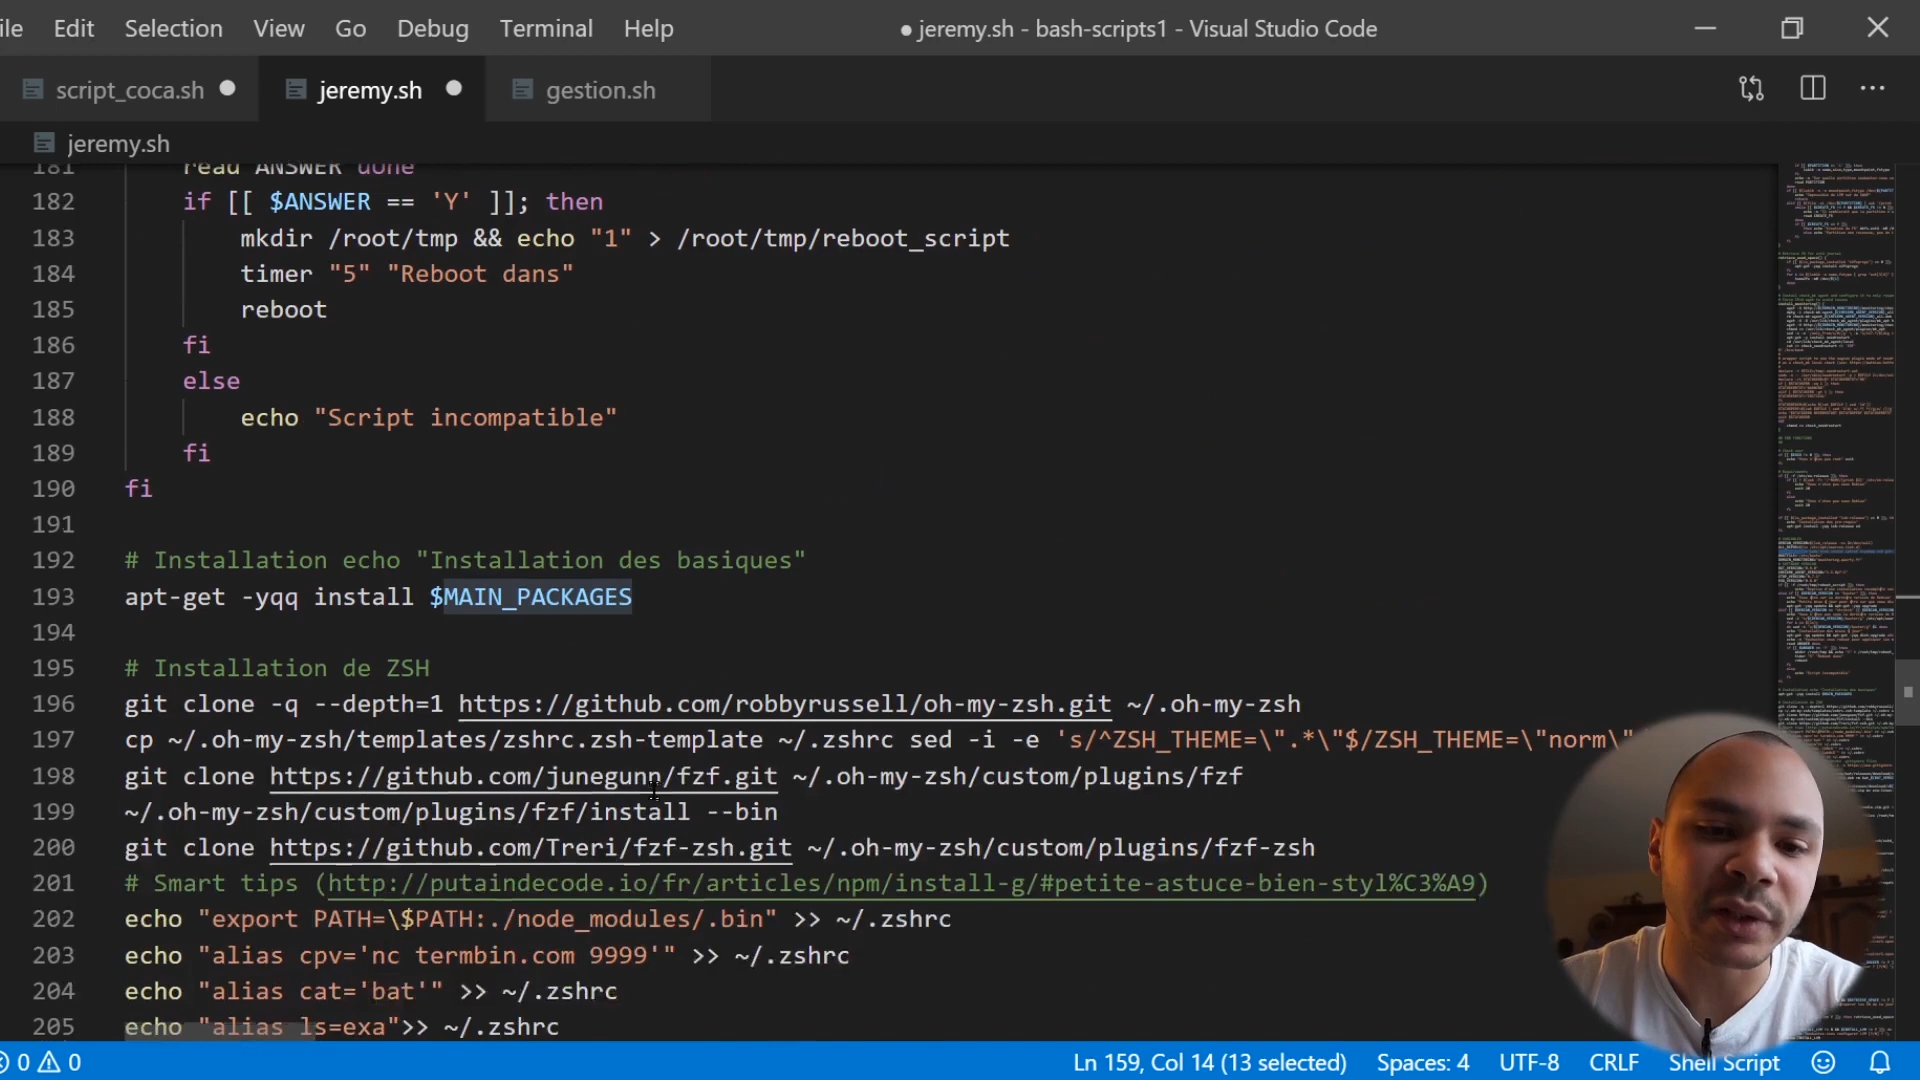 ile Edit Selection View Go Debug Terminal Help
● jeremy.sh - bash-scripts1 - Visual Studio Code
script_coca.sh
jeremy.sh
gestion.sh
jeremy.sh
181 read ANSWER done
182 if [[ $ANSWER == 'Y' ]]; then
183 mkdir /root/tmp && echo "1" > /root/tmp/reboot_script
184 timer "5" "Reboot dans"
185 reboot
186 fi
187 else
188 echo "Script incompatible"
189 fi
190 fi
191
192 # Installation echo "Installation des basiques"
193 apt-get -yqq install $MAIN_PACKAGES
194
195 # Installation de ZSH
196 git clone -q --depth=1 https://github.com/robbyrussell/oh-my-zsh.git ~/.oh-my-zsh
197 cp ~/.oh-my-zsh/templates/zshrc.zsh-template ~/.zshrc sed -i -e 's/^ZSH_THEME=\".*\"$/ZSH_THEME=\"norm\"
198 git clone https://github.com/junegunn/fzf.git ~/.oh-my-zsh/custom/plugins/fzf
199 ~/.oh-my-zsh/custom/plugins/fzf/install --bin
200 git clone https://github.com/Treri/fzf-zsh.git ~/.oh-my-zsh/custom/plugins/fzf-zsh
201 # Smart tips (http://putaindecode.io/fr/articles/npm/install-g/#petite-astuce-bien-styl%C3%A9)
202 echo "export PATH=\$PATH:./node_modules/.bin" >> ~/.zshrc
203 echo "alias cpv='nc termbin.com 9999'" >> ~/.zshrc
204 echo "alias cat='bat'" >> ~/.zshrc
205 echo "alias ls=exa">> ~/.zshrc
0 0 Ln 159, Col 14 (13 selected) Spaces: 4 UTF-8 CRLF Shell Script